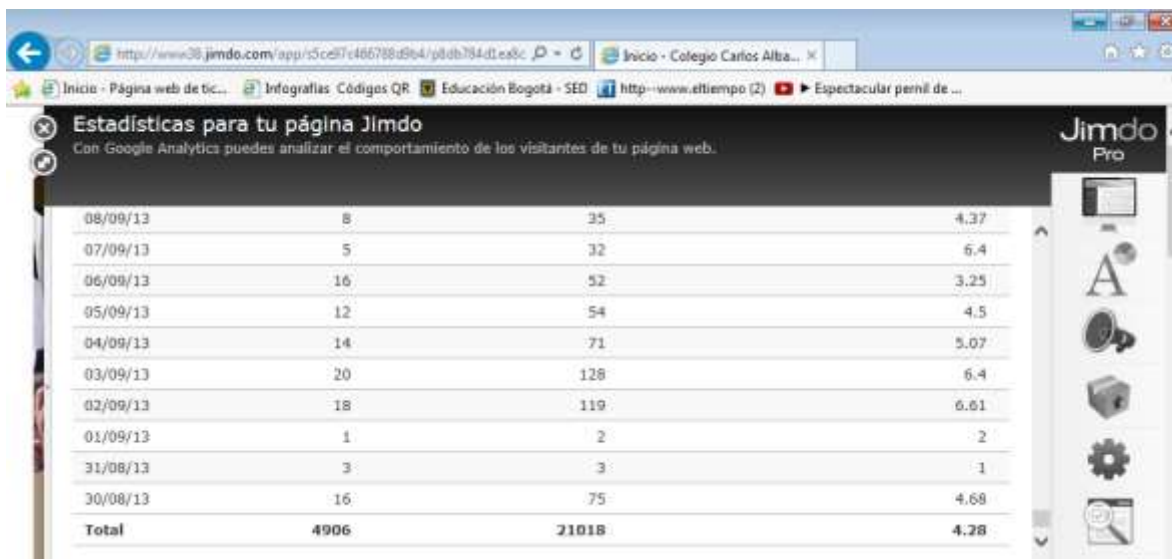 Inicio - Colegio Carlos Alba...
Inicio - Página web de tic... Infografías Códigos QR Educación Bogotá - SED http--www.eltiempo (2) ► Espectacular pernil de ...
Estadísticas para tu página Jimdo
Con Google Analytics puedes analizar el comportamiento de los visitantes de tu página web.
Jimdo
Pro
08/09/13 8 35 4.37
07/09/13 5 32 6.4
06/09/13 16 52 3.25
05/09/13 12 54 4.5
04/09/13 14 71 5.07
03/09/13 20 128 6.4
02/09/13 18 119 6.61
01/09/13 1 2 2
31/08/13 3 3 1
30/08/13 16 75 4.68
Total 4906 21018 4.28